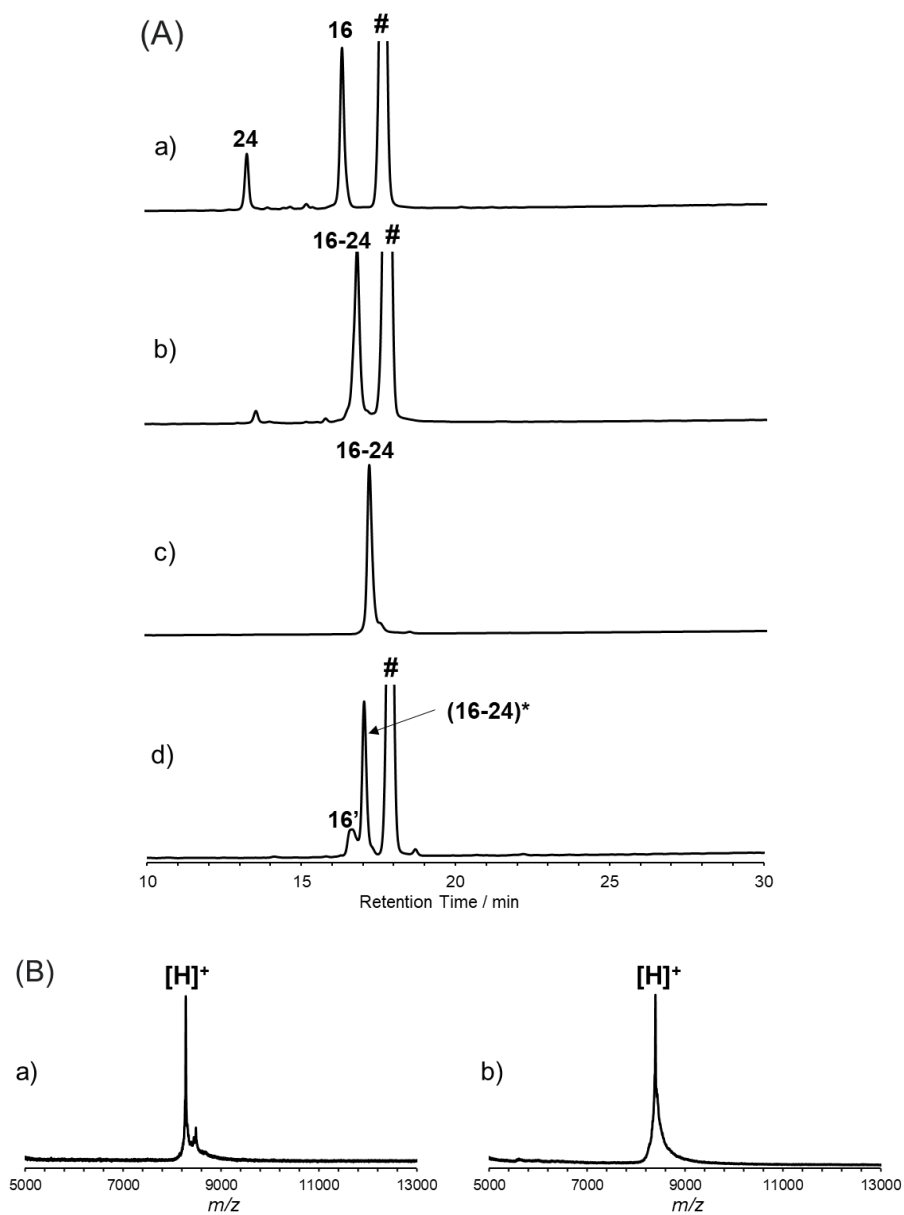 (A)
16 #
24
a)
16-24 #
b)
16-24
c)
#
(16-24)*
d)
16’
10 15 20 25 30
Retention Time / min
(B)
[H]+ [H]+
a) b)
5000 7000 9000 11000 13000 5000 7000 9000 11000 13000
m/z m/z